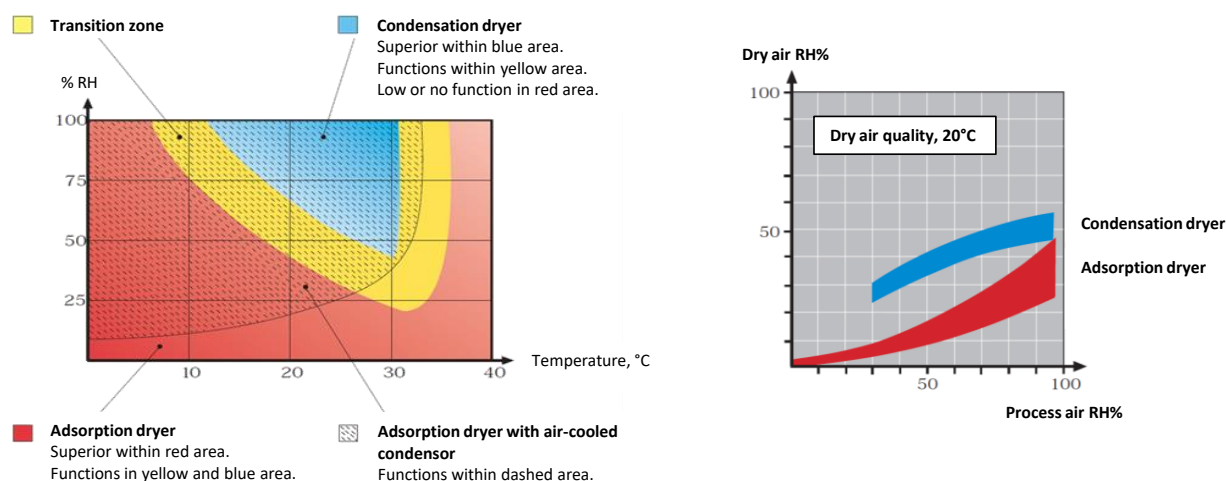 Transition zone
Condensation dryer
Superior within blue area.
Functions within yellow area.
Low or no function in red area.
% RH
100
75
50
25
10
20
30
40
Temperature, °C
Adsorption dryer
Superior within red area.
Functions in yellow and blue area.
Adsorption dryer with air-cooled
condensor
Functions within dashed area.
Dry air RH%
100
50
Dry air quality, 20°C
Condensation dryer
Adsorption dryer
50
100
Process air RH%